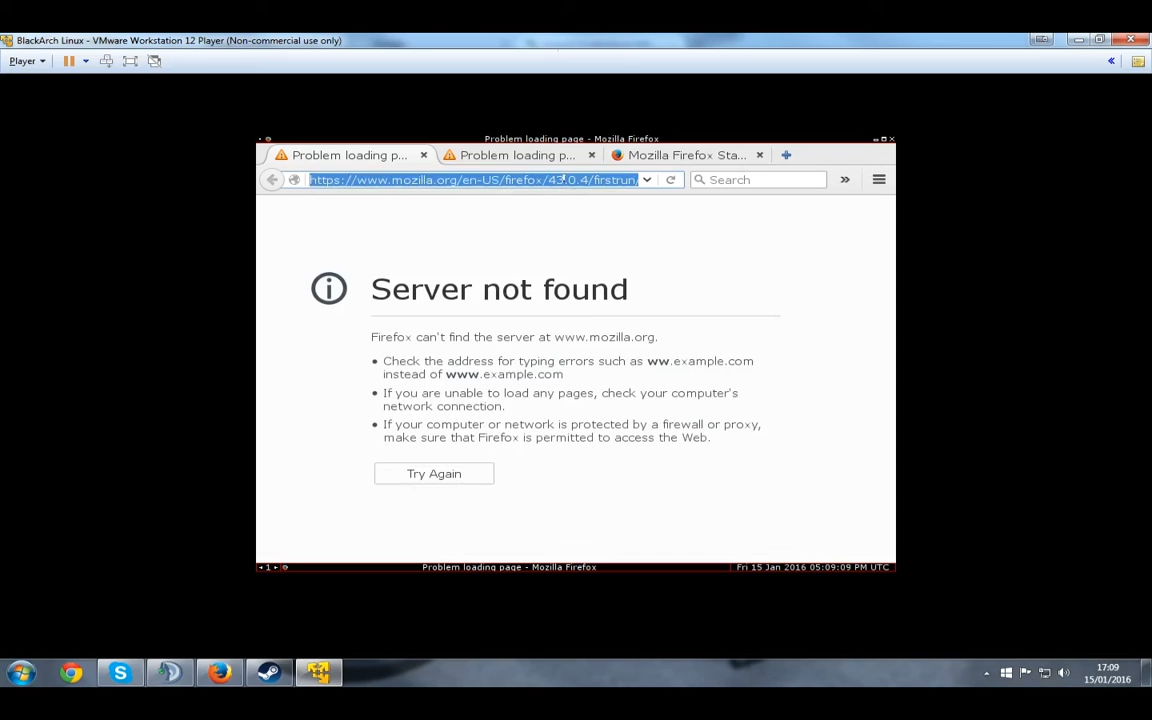 BlackArch Linux - VMware Workstation 12 Player (Non-commercial use only)
Player
Problem loading page - Mozilla Firefox
Problem loading p...
Problem loading p...
Mozilla Firefox Sta...
https://www.mozilla.org/en-US/firefox/43.0.4/firstrun/
Search
Server not found
Firefox can't find the server at www.mozilla.org.
Check the address for typing errors such as ww.example.com
instead of www.example.com
If you are unable to load any pages, check your computer's
network connection.
If your computer or network is protected by a firewall or proxy,
make sure that Firefox is permitted to access the Web.
Try Again
1
Problem loading page - Mozilla Firefox
Fri 15 Jan 2016 05:09:09 PM UTC
17:09
15/01/2016